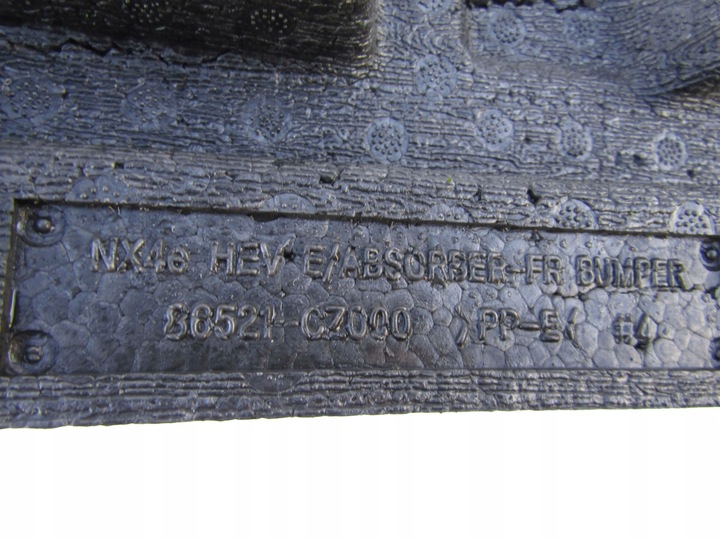 NX4e HEV E/ABSORBER-FR BUMPER
86521-CZ000 >PP-E< #4